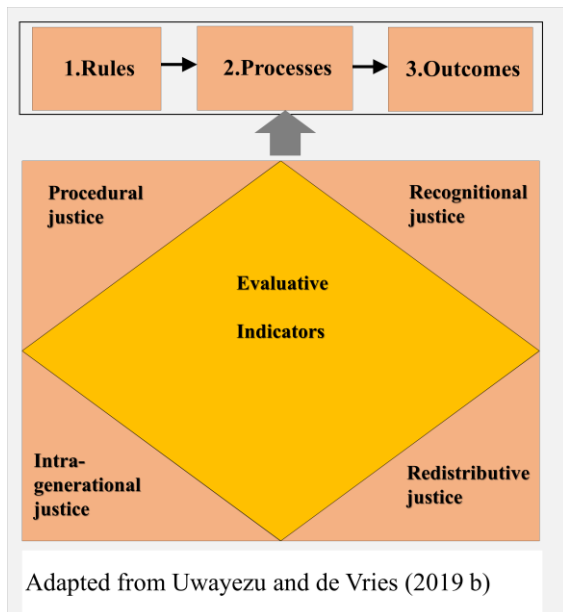 1.Rules
2.Processes
3.Outcomes
Procedural
justice
Recognitional
justice
Evaluative
Indicators
Intra-
generational
justice
Redistributive
justice
Adapted from Uwayezu and de Vries (2019 b)